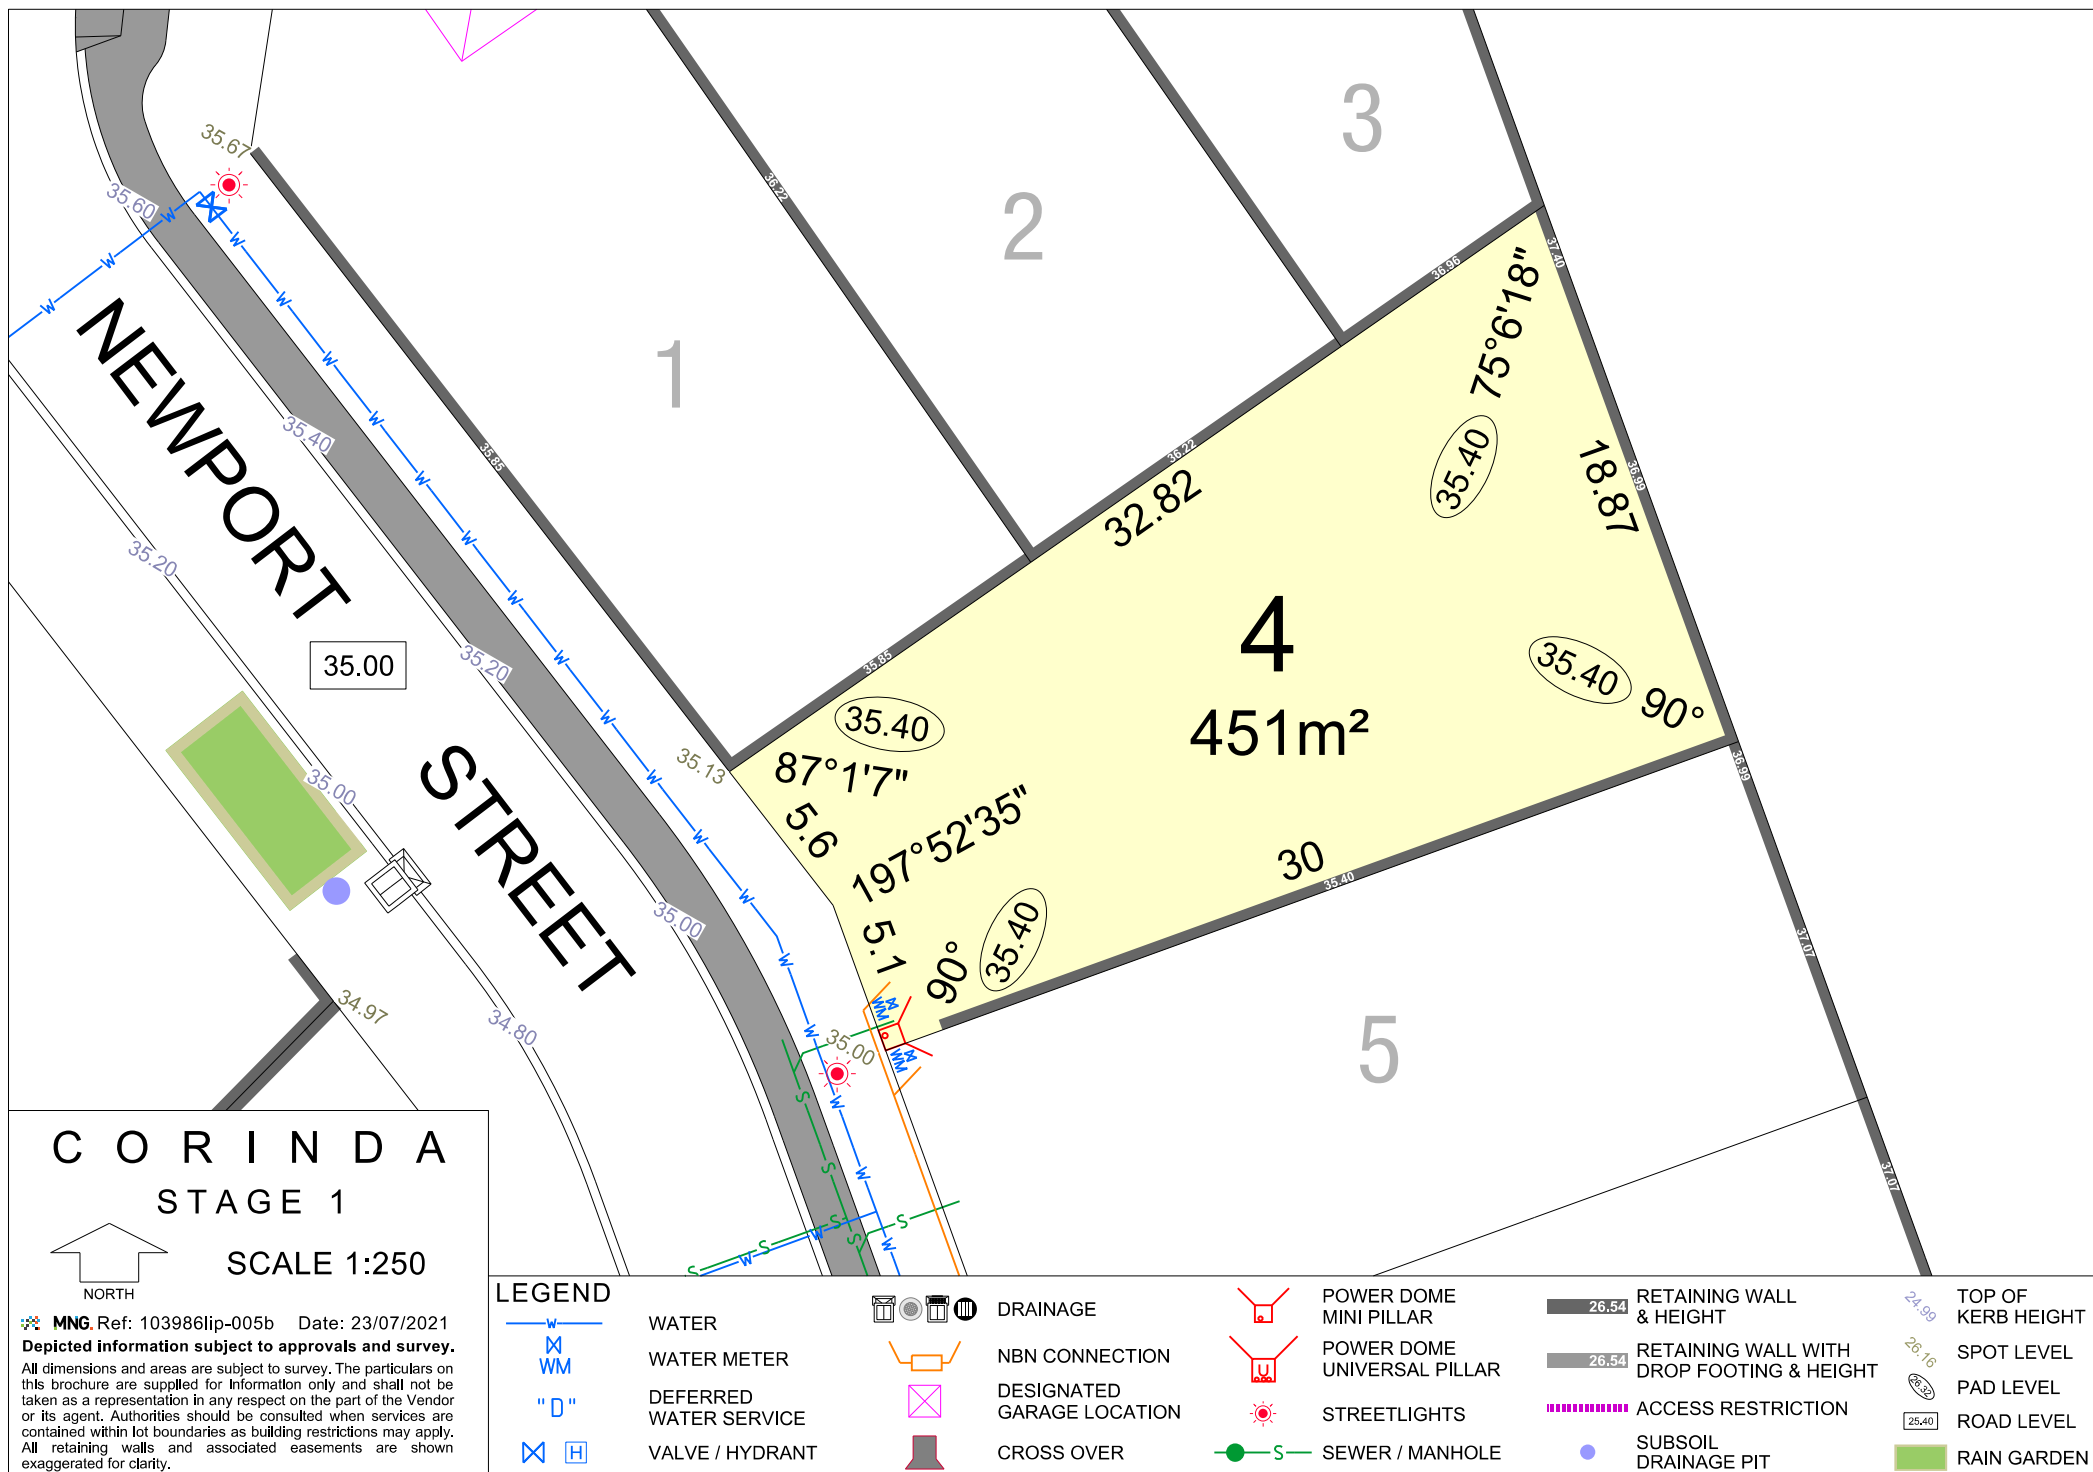 3
2
1
35.67
35.60
36.22
36.96
37.40
75°6'18"
NEWPORT
STREET
35.40
35.85
36.22
32.82
35.40
18.87
36.99
35.20
35.20
35.00
35.85
35.40
4
451m²
35.40
90°
36.99
35.13
87°1'7"
5.6
197°52'35"
30
35.40
35.00
35.00
5.1
90°
35.40
37.07
34.97
34.80
WM
35.00
WM
5
37.07
W
S
CORINDA
STAGE 1
SCALE 1:250
NORTH
MNG. Ref: 103986lip-005b Date: 23/07/2021
Depicted information subject to approvals and survey.
All dimensions and areas are subject to survey. The particulars on
this brochure are supplied for information only and shall not be
taken as a representation in any respect on the part of the Vendor
or its agent. Authorities should be consulted when services are
contained within lot boundaries as building restrictions may apply.
All retaining walls and associated easements are shown
exaggerated for clarity.
LEGEND
W WATER
WM WATER METER
"D" DEFERRED
WATER SERVICE
H VALVE / HYDRANT
DRAINAGE
NBN CONNECTION
DESIGNATED
GARAGE LOCATION
CROSS OVER
POWER DOME
MINI PILLAR
U POWER DOME
UNIVERSAL PILLAR
STREETLIGHTS
S SEWER / MANHOLE
26.54 RETAINING WALL
& HEIGHT
26.54 RETAINING WALL WITH
DROP FOOTING & HEIGHT
ACCESS RESTRICTION
SUBSOIL
DRAINAGE PIT
24.99 TOP OF
KERB HEIGHT
26.16 SPOT LEVEL
26.32 PAD LEVEL
25.40 ROAD LEVEL
RAIN GARDEN